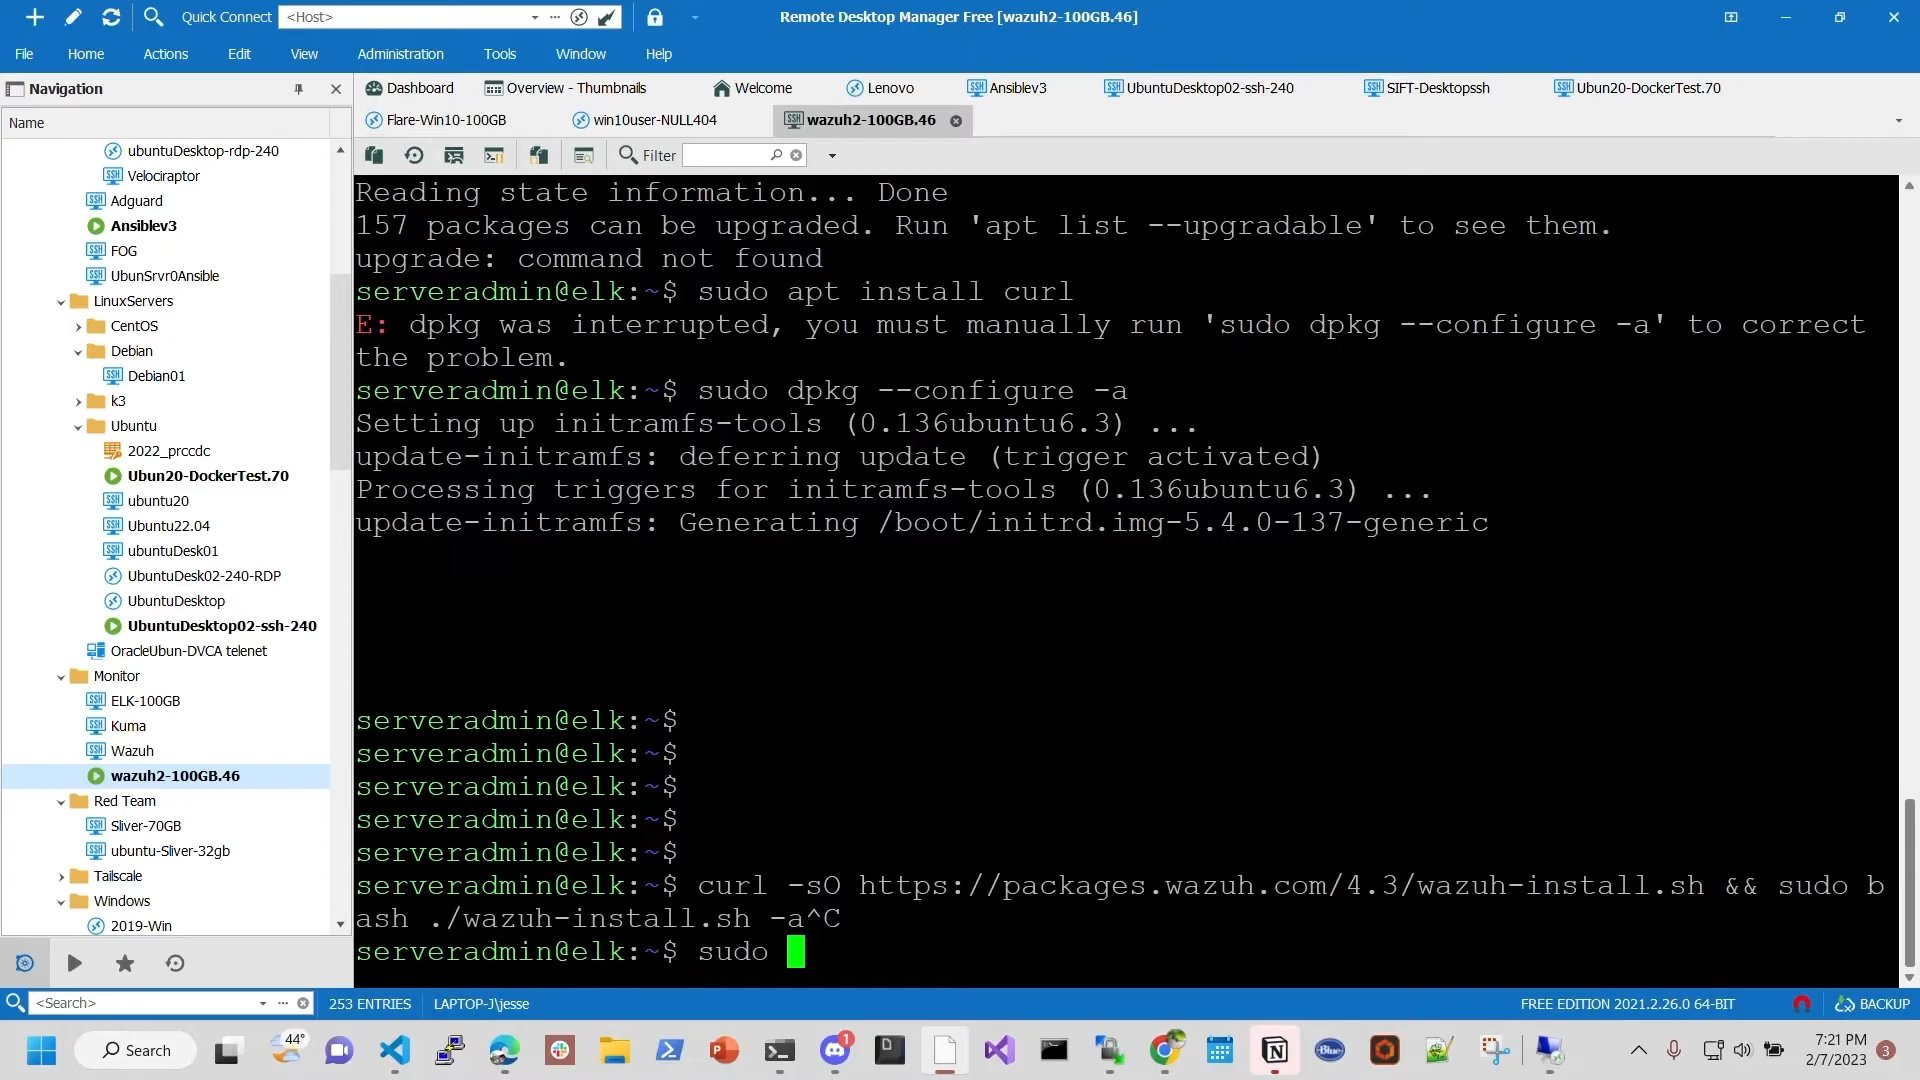 Quick Connect <Host> Remote Desktop Manager Free [wazuh2-100GB.46]
File Home Actions Edit View Administration Tools Window Help
Navigation
Name
ubuntuDesktop-rdp-240
Velociraptor
Adguard
Ansiblev3
FOG
UbunSrvr0Ansible
LinuxServers
CentOS
Debian
Debian01
k3
Ubuntu
2022_prccdc
Ubun20-DockerTest.70
ubuntu20
Ubuntu22.04
ubuntuDesk01
UbuntuDesk02-240-RDP
UbuntuDesktop
UbuntuDesktop02-ssh-240
OracleUbun-DVCA telenet
Monitor
ELK-100GB
Kuma
Wazuh
wazuh2-100GB.46
Red Team
Sliver-70GB
ubuntu-Sliver-32gb
Tailscale
Windows
2019-Win
Dashboard Overview - Thumbnails Welcome Lenovo Ansiblev3 UbuntuDesktop02-ssh-240 SIFT-Desktopssh Ubun20-DockerTest.70
Flare-Win10-100GB win10user-NULL404 wazuh2-100GB.46
Filter
Reading state information... Done
157 packages can be upgraded. Run 'apt list --upgradable' to see them.
upgrade: command not found
serveradmin@elk:~$ sudo apt install curl
E: dpkg was interrupted, you must manually run 'sudo dpkg --configure -a' to correct
the problem.
serveradmin@elk:~$ sudo dpkg --configure -a
Setting up initramfs-tools (0.136ubuntu6.3) ...
update-initramfs: deferring update (trigger activated)
Processing triggers for initramfs-tools (0.136ubuntu6.3) ...
update-initramfs: Generating /boot/initrd.img-5.4.0-137-generic
serveradmin@elk:~$
serveradmin@elk:~$
serveradmin@elk:~$
serveradmin@elk:~$
serveradmin@elk:~$
serveradmin@elk:~$ curl -sO https://packages.wazuh.com/4.3/wazuh-install.sh && sudo b
ash ./wazuh-install.sh -a^C
serveradmin@elk:~$ sudo
<Search> 253 ENTRIES LAPTOP-J\jesse FREE EDITION 2021.2.26.0 64-BIT BACKUP
Search 44° 1 Blue 7:21 PM
2/7/2023 3